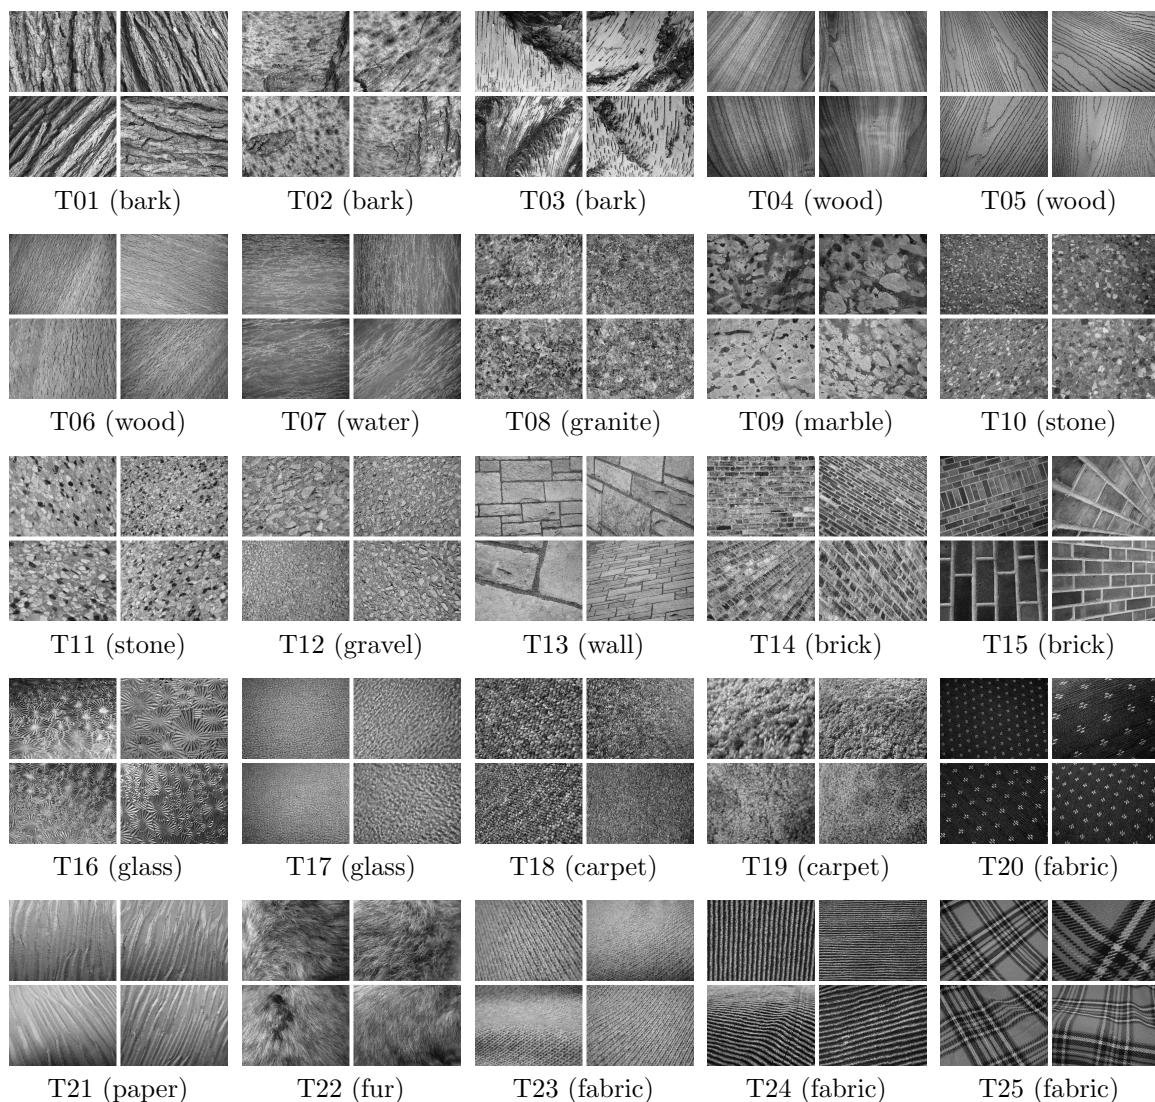 T01 (bark)
T02 (bark)
T03 (bark)
T04 (wood)
T05 (wood)
T06 (wood)
T07 (water)
T08 (granite)
T09 (marble)
T10 (stone)
T11 (stone)
T12 (gravel)
T13 (wall)
T14 (brick)
T15 (brick)
T16 (glass)
T17 (glass)
T18 (carpet)
T19 (carpet)
T20 (fabric)
T21 (paper)
T22 (fur)
T23 (fabric)
T24 (fabric)
T25 (fabric)